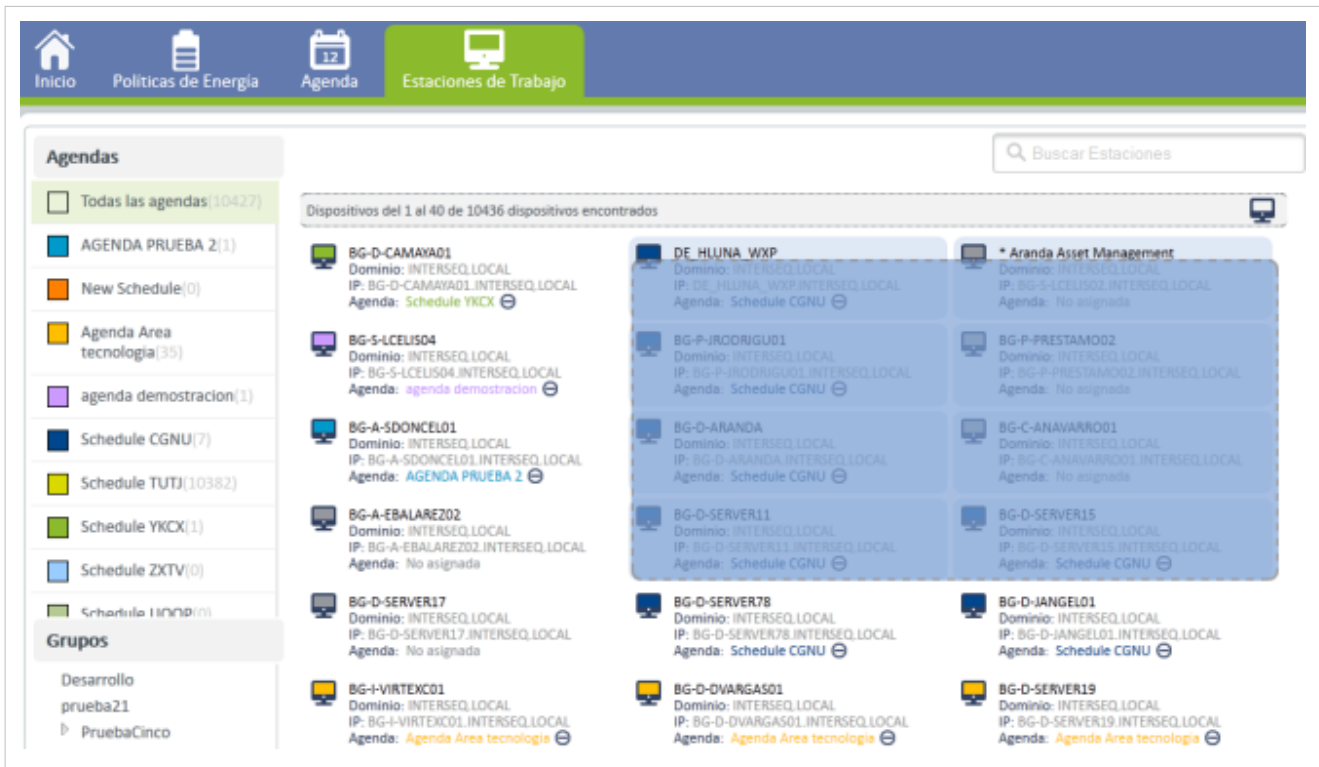 12
Inicio
Políticas de Energía
Agenda
Estaciones de Trabajo
Agendas
Todas las agendas(10427)
AGENDA PRUEBA 2(1)
New Schedule(0)
Agenda Area
tecnologia(35)
agenda demostracion(1)
Schedule CGNU(7)
Schedule TUTJ(10382)
Schedule YKCX(1)
Schedule ZXTV(0)
Schedule UOOP(0)
Grupos
Desarrollo
prueba21
PruebaCinco
Buscar Estaciones
Dispositivos del 1 al 40 de 10436 dispositivos encontrados
BG-D-CAMAYA01
Dominio: INTERSEQ.LOCAL
IP: BG-D-CAMAYA01.INTERSEQ.LOCAL
Agenda: Schedule YKCX
DE_HLUNA_WXP
Dominio: INTERSEQ.LOCAL
IP: DE_HLUNA_WXP.INTERSEQ.LOCAL
Agenda: Schedule CGNU
* Aranda Asset Management
Dominio: INTERSEQ.LOCAL
IP: BG-S-LCELIS02.INTERSEQ.LOCAL
Agenda: No asignada
BG-S-LCELIS04
Dominio: INTERSEQ.LOCAL
IP: BG-S-LCELIS04.INTERSEQ.LOCAL
Agenda: agenda demostracion
BG-P-JRODRIGU01
Dominio: INTERSEQ.LOCAL
IP: BG-P-JRODRIGU01.INTERSEQ.LOCAL
Agenda: Schedule CGNU
BG-P-PRESTAMO02
Dominio: INTERSEQ.LOCAL
IP: BG-P-PRESTAMO02.INTERSEQ.LOCAL
Agenda: No asignada
BG-A-SDONCEL01
Dominio: INTERSEQ.LOCAL
IP: BG-A-SDONCEL01.INTERSEQ.LOCAL
Agenda: AGENDA PRUEBA 2
BG-D-ARANDA
Dominio: INTERSEQ.LOCAL
IP: BG-D-ARANDA.INTERSEQ.LOCAL
Agenda: Schedule CGNU
BG-C-ANAVARRO01
Dominio: INTERSEQ.LOCAL
IP: BG-C-ANAVARRO01.INTERSEQ.LOCAL
Agenda: No asignada
BG-A-EBALAREZ02
Dominio: INTERSEQ.LOCAL
IP: BG-A-EBALAREZ02.INTERSEQ.LOCAL
Agenda: No asignada
BG-D-SERVER11
Dominio: INTERSEQ.LOCAL
IP: BG-D-SERVER11.INTERSEQ.LOCAL
Agenda: Schedule CGNU
BG-D-SERVER15
Dominio: INTERSEQ.LOCAL
IP: BG-D-SERVER15.INTERSEQ.LOCAL
Agenda: Schedule CGNU
BG-D-SERVER17
Dominio: INTERSEQ.LOCAL
IP: BG-D-SERVER17.INTERSEQ.LOCAL
Agenda: No asignada
BG-D-SERVER78
Dominio: INTERSEQ.LOCAL
IP: BG-D-SERVER78.INTERSEQ.LOCAL
Agenda: Schedule CGNU
BG-D-JANGEL01
Dominio: INTERSEQ.LOCAL
IP: BG-D-JANGEL01.INTERSEQ.LOCAL
Agenda: Schedule CGNU
BG-I-VIRTEXC01
Dominio: INTERSEQ.LOCAL
IP: BG-I-VIRTEXC01.INTERSEQ.LOCAL
Agenda: Agenda Area tecnologia
BG-D-DVARGAS01
Dominio: INTERSEQ.LOCAL
IP: BG-D-DVARGAS01.INTERSEQ.LOCAL
Agenda: Agenda Area tecnologia
BG-D-SERVER19
Dominio: INTERSEQ.LOCAL
IP: BG-D-SERVER19.INTERSEQ.LOCAL
Agenda: Agenda Area tecnologia